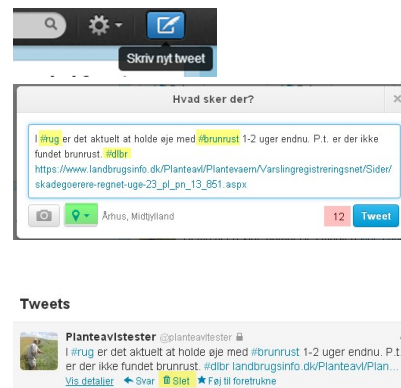 Skriv nyt tweet
Hvad sker der?
I #rug er det aktuelt at holde øje med #brunrust 1-2 uger endnu. P.t. er der ikke
fundet brunrust. #dlbr
https://www.landbrugsinfo.dk/Planteavl/Plantevaern/Varslingregistreringsnet/Sider/
skadegoerere-regnet-uge-23_pl_pn_13_851.aspx
Århus, Midtjylland
12 Tweet
Tweets
Planteavlstester @planteavltester
I #rug er det aktuelt at holde øje med #brunrust 1-2 uger endnu. P.t.
er der ikke fundet brunrust. #dlbr landbrugsinfo.dk/Planteavl/Plan...
Vis detaljer Svar Slet Føj til foretrukne